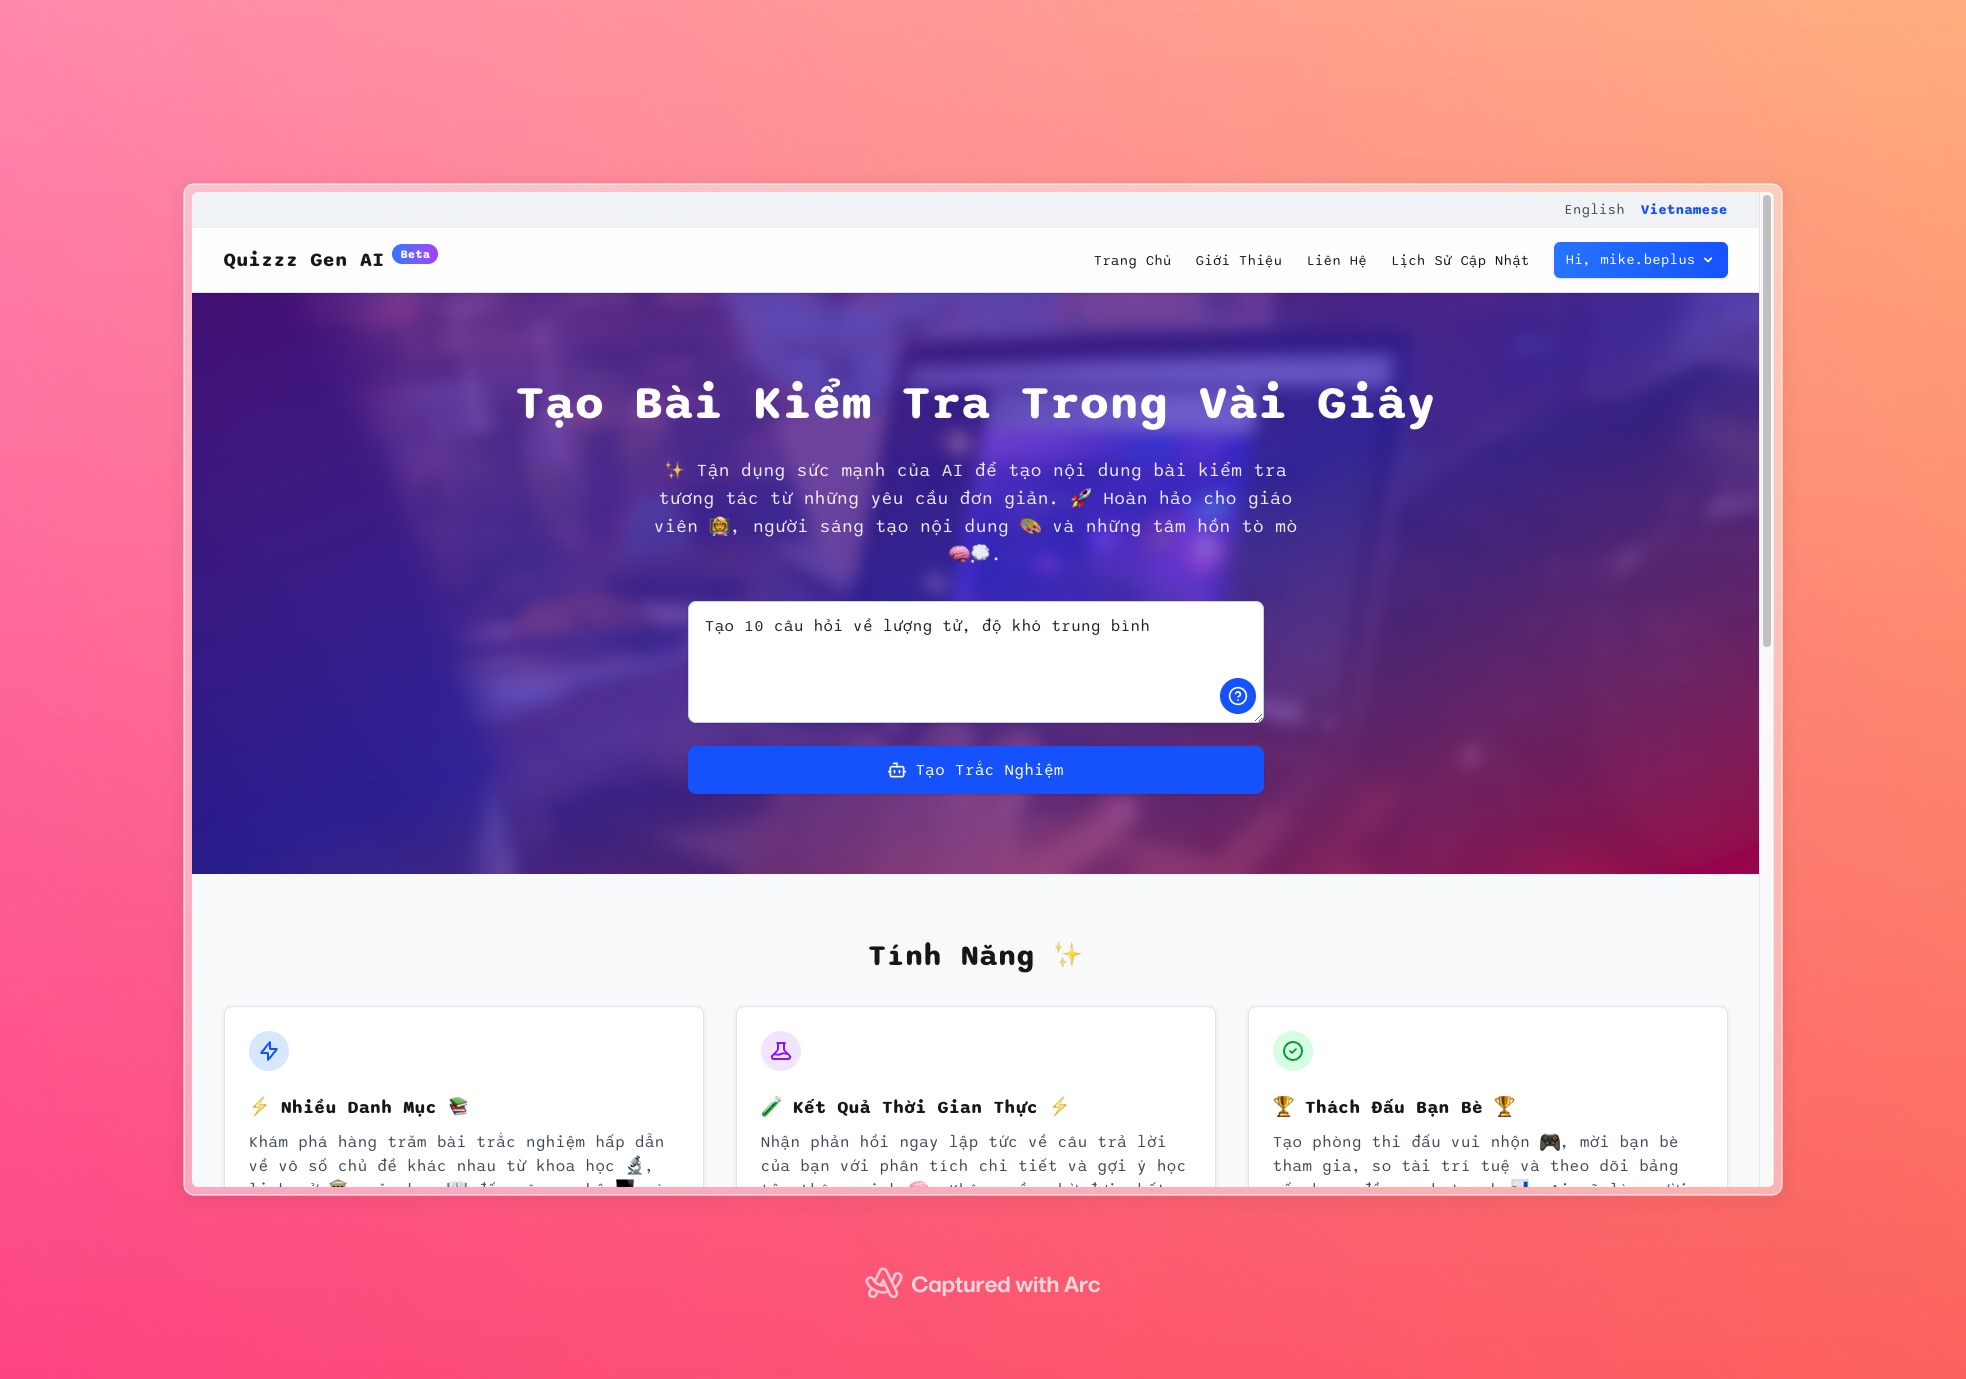 English Vietnamese
Quizzz Gen AI Beta
Trang Chủ Giới Thiệu Liên Hệ Lịch Sử Cập Nhật Hi, mike.beplus
Tạo Bài Kiểm Tra Trong Vài Giây
✨ Tận dụng sức mạnh của AI để tạo nội dung bài kiểm tra
tương tác từ những yêu cầu đơn giản. 🚀 Hoàn hảo cho giáo
viên 👩‍🏫, người sáng tạo nội dung 🎨 và những tâm hồn tò mò
🧠💭.
Tạo 10 câu hỏi về lượng tử, độ khó trung bình
Tạo Trắc Nghiệm
Tính Năng ✨
⚡ Nhiều Danh Mục 📚
Khám phá hàng trăm bài trắc nghiệm hấp dẫn
về vô số chủ đề khác nhau từ khoa học 🔬,
🧪 Kết Quả Thời Gian Thực ⚡
Nhận phản hồi ngay lập tức về câu trả lời
của bạn với phân tích chi tiết và gợi ý học
🏆 Thách Đấu Bạn Bè 🏆
Tạo phòng thi đấu vui nhộn 🎮, mời bạn bè
tham gia, so tài trí tuệ và theo dõi bảng
Captured with Arc